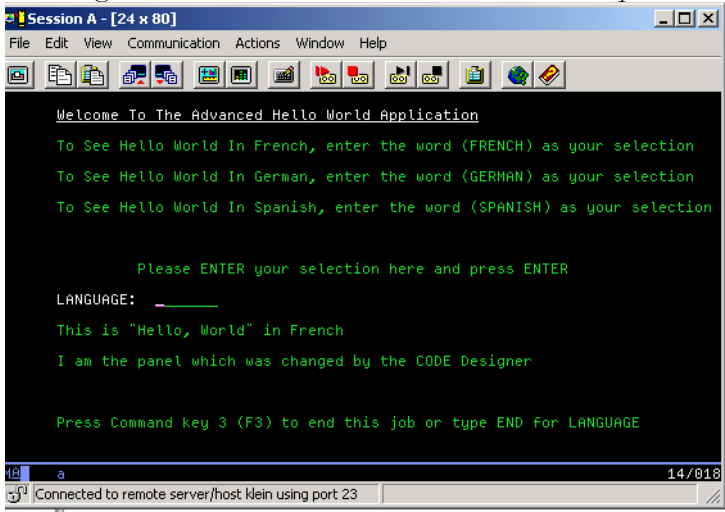 Session A - [24 x 80]
File Edit View Communication Actions Window Help
Welcome To The Advanced Hello World Application
To See Hello World In French, enter the word (FRENCH) as your selection
To See Hello World In German, enter the word (GERMAN) as your selection
To See Hello World In Spanish, enter the word (SPANISH) as your selection
Please ENTER your selection here and press ENTER
LANGUAGE:
This is "Hello, World" in French
I am the panel which was changed by the CODE Designer
Press Command key 3 (F3) to end this job or type END for LANGUAGE
MA a 14/018
Connected to remote server/host klein using port 23